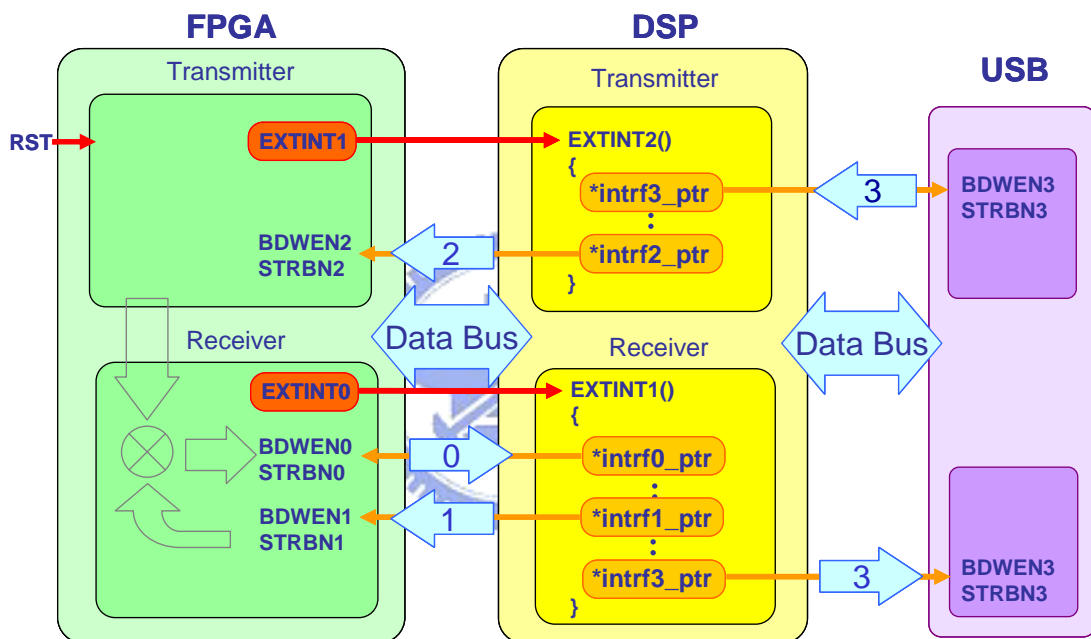 FPGA
DSP
USB
Transmitter
Transmitter
RST
EXTINT1
EXTINT2()
{
*intrf3_ptr
3
BDWEN3
STRBN3
BDWEN2
STRBN2
2
*intrf2_ptr
}
Data Bus
Data Bus
Receiver
Receiver
EXTINT0
EXTINT1()
{
BDWEN0
STRBN0
0
*intrf0_ptr
BDWEN1
STRBN1
1
*intrf1_ptr
*intrf3_ptr
3
BDWEN3
STRBN3
}